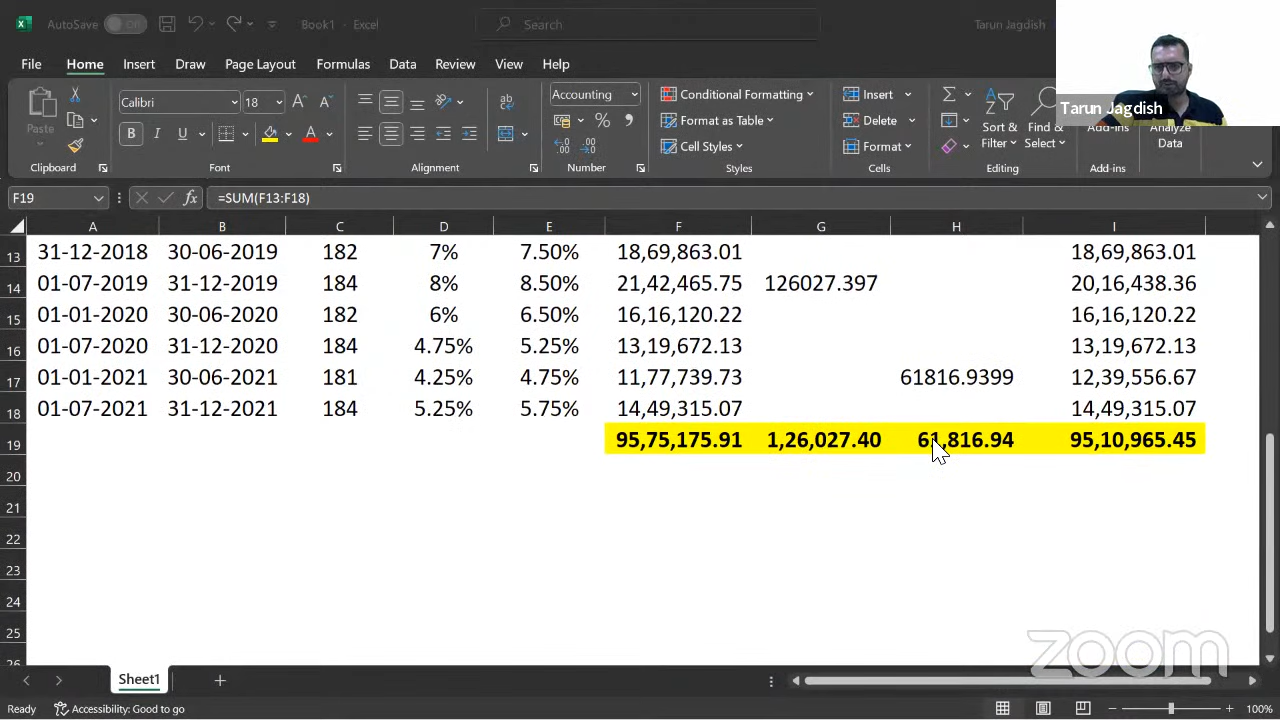 AutoSave Off Book1 - Excel Search Tarun Jagdish
File Home Insert Draw Page Layout Formulas Data Review View Help
Tarun Jagdish
Paste Calibri 18 Accounting Conditional Formatting Insert Sort & Filter Find & Select Add-ins Analyze Data
B I U A % Format as Table Delete
Cell Styles Format
Clipboard Font Alignment Number Styles Cells Editing Add-ins
F19 fx =SUM(F13:F18)
A B C D E F G H I
13 31-12-2018 30-06-2019 182 7% 7.50% 18,69,863.01 18,69,863.01
14 01-07-2019 31-12-2019 184 8% 8.50% 21,42,465.75 126027.397 20,16,438.36
15 01-01-2020 30-06-2020 182 6% 6.50% 16,16,120.22 16,16,120.22
16 01-07-2020 31-12-2020 184 4.75% 5.25% 13,19,672.13 13,19,672.13
17 01-01-2021 30-06-2021 181 4.25% 4.75% 11,77,739.73 61816.9399 12,39,556.67
18 01-07-2021 31-12-2021 184 5.25% 5.75% 14,49,315.07 14,49,315.07
19 95,75,175.91 1,26,027.40 61,816.94 95,10,965.45
20
21
22
23
24
25
26
zoom
Sheet1
Ready Accessibility: Good to go 100%